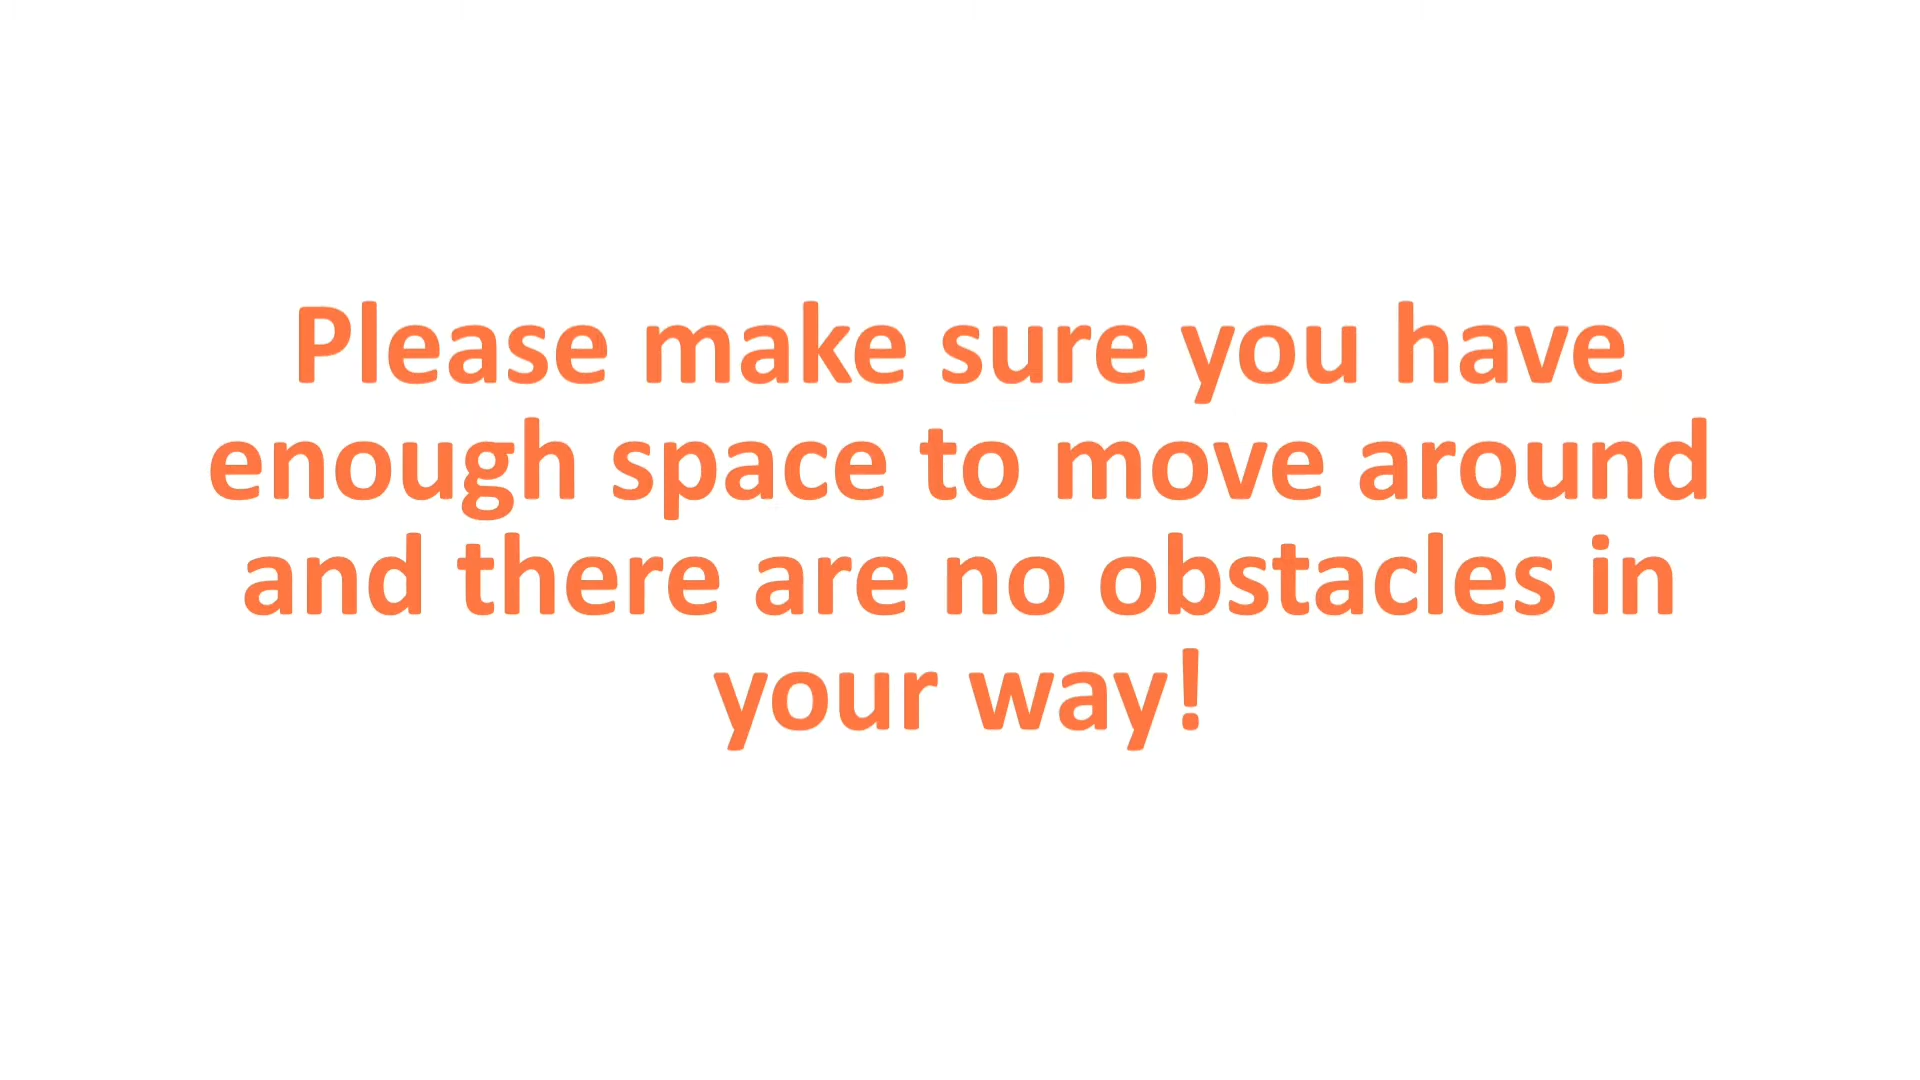 Please make sure you have
enough space to move around
and there are no obstacles in
your way!